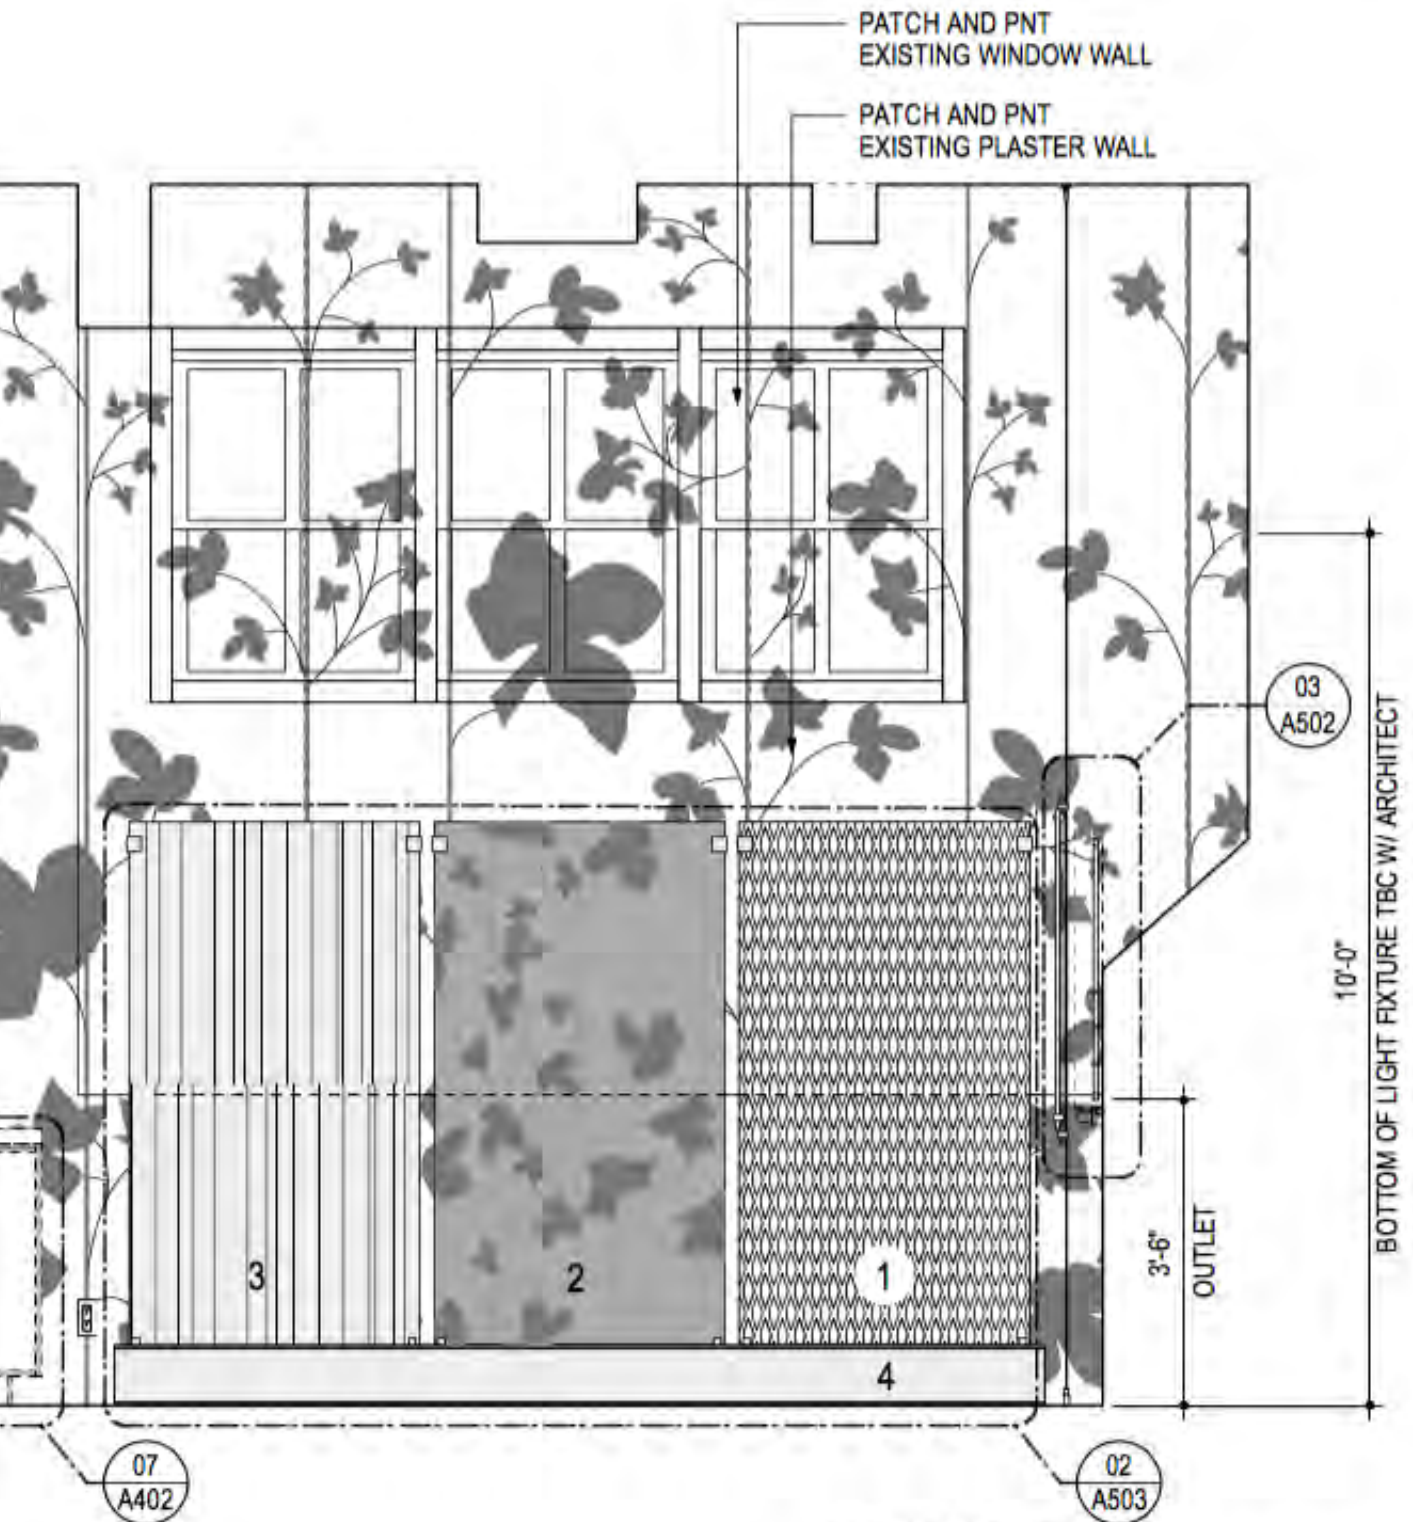 PATCH AND PNT
EXISTING WINDOW WALL
PATCH AND PNT
EXISTING PLASTER WALL
03
A502
10'-0"
BOTTOM OF LIGHT FIXTURE TBC W/ ARCHITECT
3'-6"
OUTLET
3
2
1
4
07
A402
02
A503